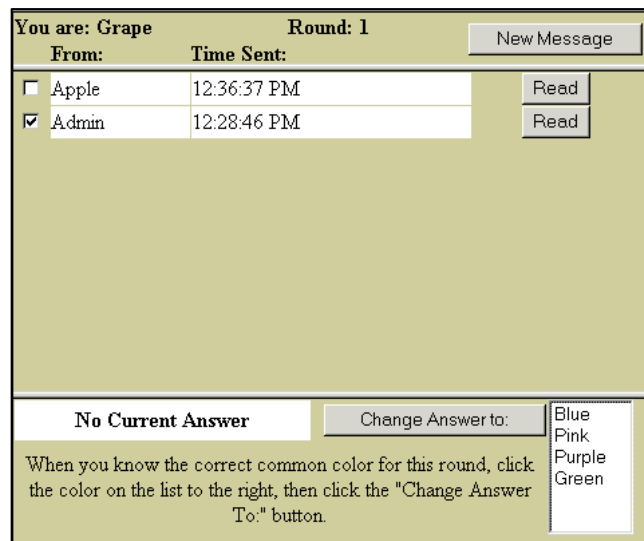 You are: Grape Round: 1 New Message
From: Time Sent:
Apple 12:36:37 PM Read
Admin 12:28:46 PM Read
No Current Answer Change Answer to: Blue
Pink
Purple
Green
When you know the correct common color for this round, click
the color on the list to the right, then click the "Change Answer
To:" button.